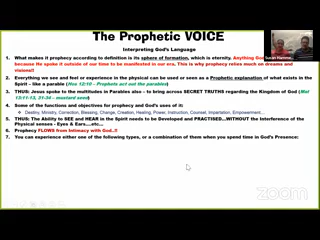 The Prophetic VOICE
Interpreting God's Language
1. What makes it prophecy according to definition is its sphere of formation, which is eternity. Anything Go
because He spoke it outside of our time to be manifested in our era. This is why prophecy relies much on dreams and
visions!!
2. Everything we see and feel or experience in the physical can be used or seen as a Prophetic explanation of what exists in the
Spirit - like a parable (Hos 12:10 - Prophets act out the parables)
3. THUS: Jesus spoke to the multitudes in Parables also - to bring across SECRET TRUTHS regarding the Kingdom of God (Mat
13:11-13, 31-34 - mustard seed)
4. Some of the functions and objectives for prophecy and God's uses of it:
Destiny, Ministry, Correction, Blessing, Change, Creation, Healing, Power, Instruction, Counsel, Impartation, Empowerment...
5. THUS: The Ability to SEE and HEAR in the Spirit needs to be Developed and PRACTISED...WITHOUT the Interference of the
Physical senses - Eyes & Ears....etc...
6. Prophecy FLOWS from Intimacy with God..!!
7. You can experience either one of the following types, or a combination of them when you spend time in God's Presence:
zoom